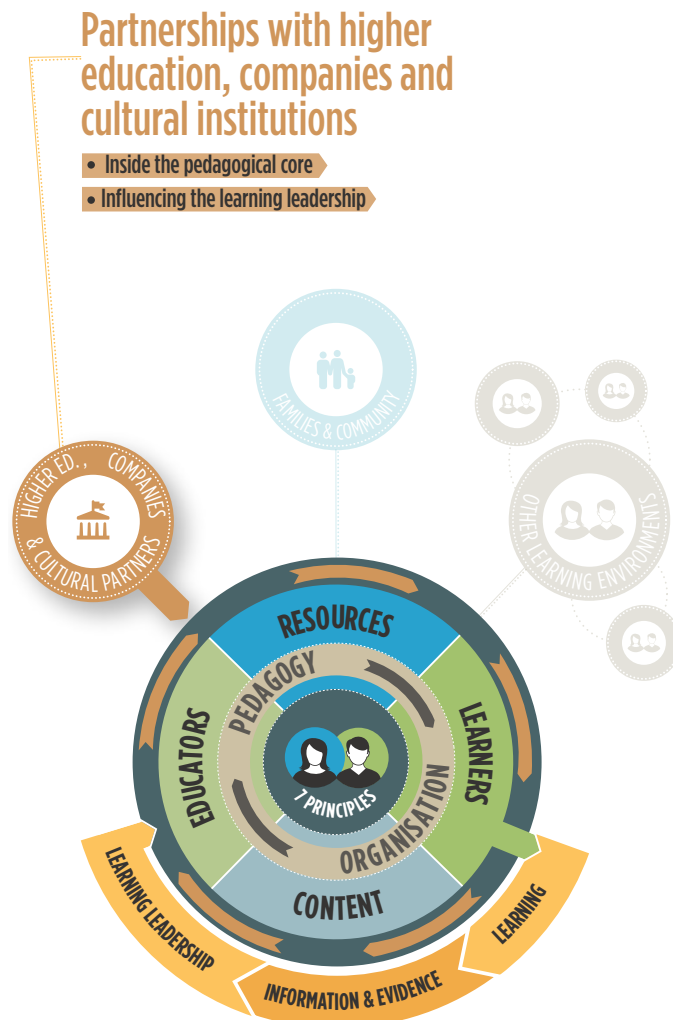 Partnerships with higher
education, companies and
cultural institutions
• Inside the pedagogical core
• Influencing the learning leadership
FAMILIES & COMMUNITY
HIGHER ED., COMPANIES
& CULTURAL PARTNERS
OTHER LEARNING ENVIRONMENTS
RESOURCES
PEDAGOGY
EDUCATORS
LEARNERS
7 PRINCIPLES
ORGANISATION
CONTENT
LEARNING LEADERSHIP
LEARNING
INFORMATION & EVIDENCE